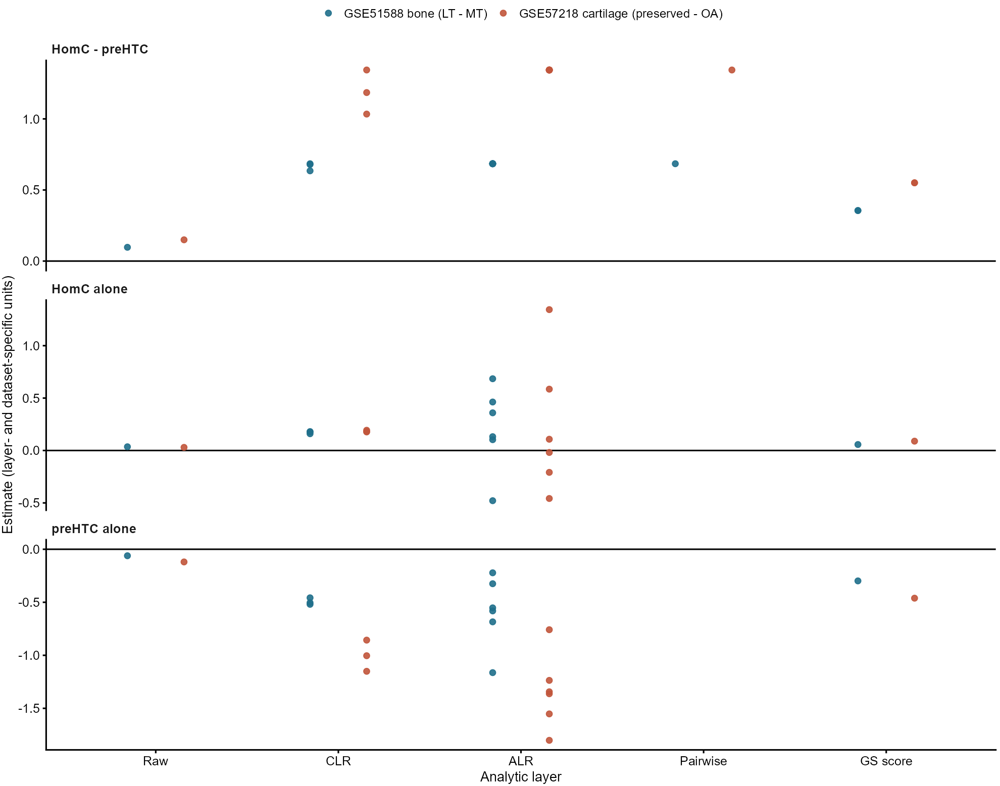 GSE51588 bone (LT - MT) GSE57218 cartilage (preserved - OA)
HomC - preHTC
1.0
0.5
0.0
HomC alone
1.0
0.5
0.0
-0.5
preHTC alone
0.0
-0.5
-1.0
-1.5
Estimate (layer- and dataset-specific units)
Raw CLR ALR Pairwise GS score
Analytic layer